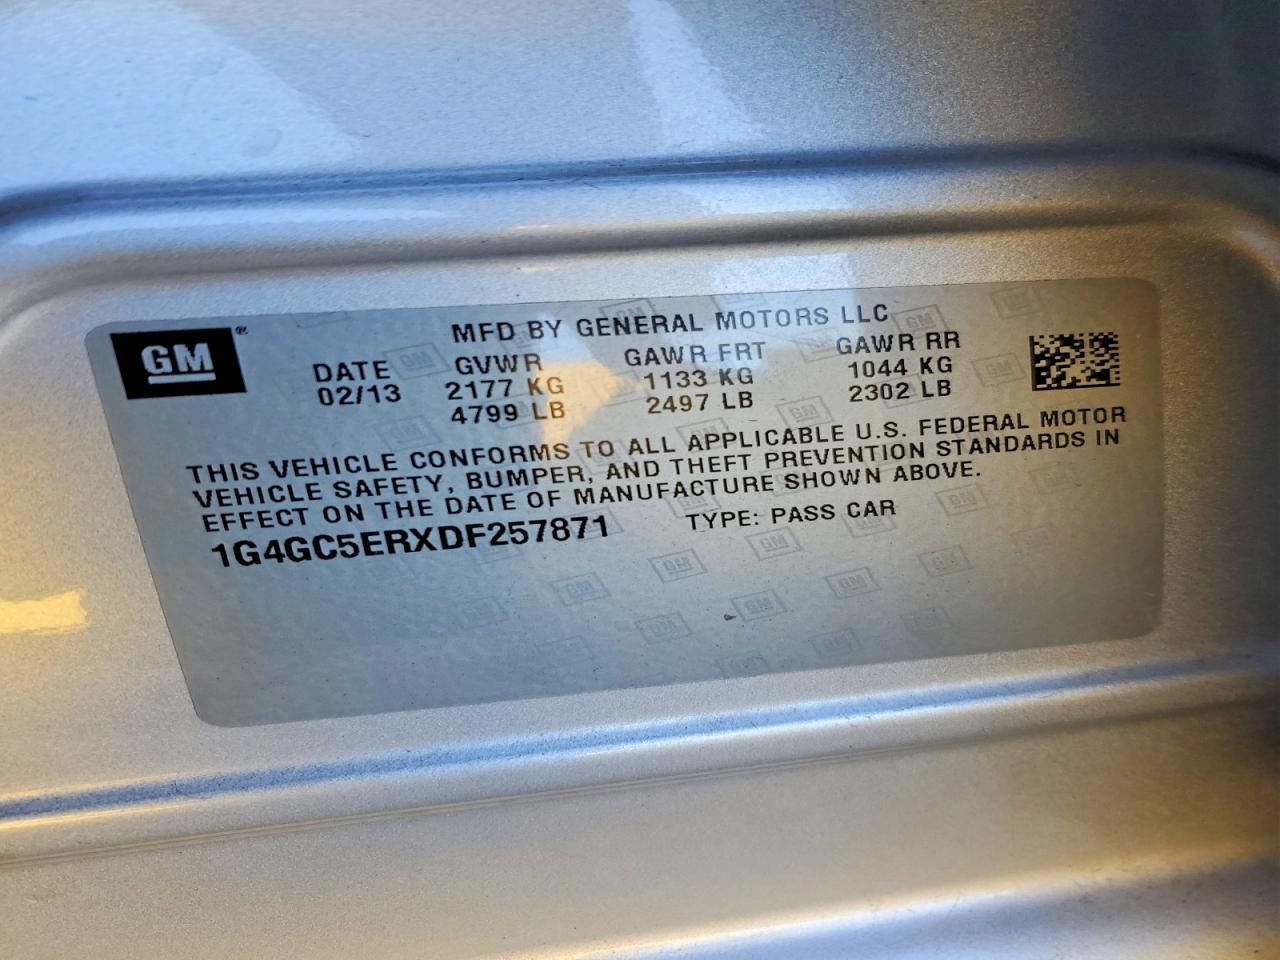 GM®
MFD BY GENERAL MOTORS LLC
DATE GVWR GAWR FRT GAWR RR
02/13 2177 KG 1133 KG 1044 KG
4799 LB 2497 LB 2302 LB
THIS VEHICLE CONFORMS TO ALL APPLICABLE U.S. FEDERAL MOTOR
VEHICLE SAFETY, BUMPER, AND THEFT PREVENTION STANDARDS IN
EFFECT ON THE DATE OF MANUFACTURE SHOWN ABOVE.
1G4GC5ERXDF257871 TYPE: PASS CAR